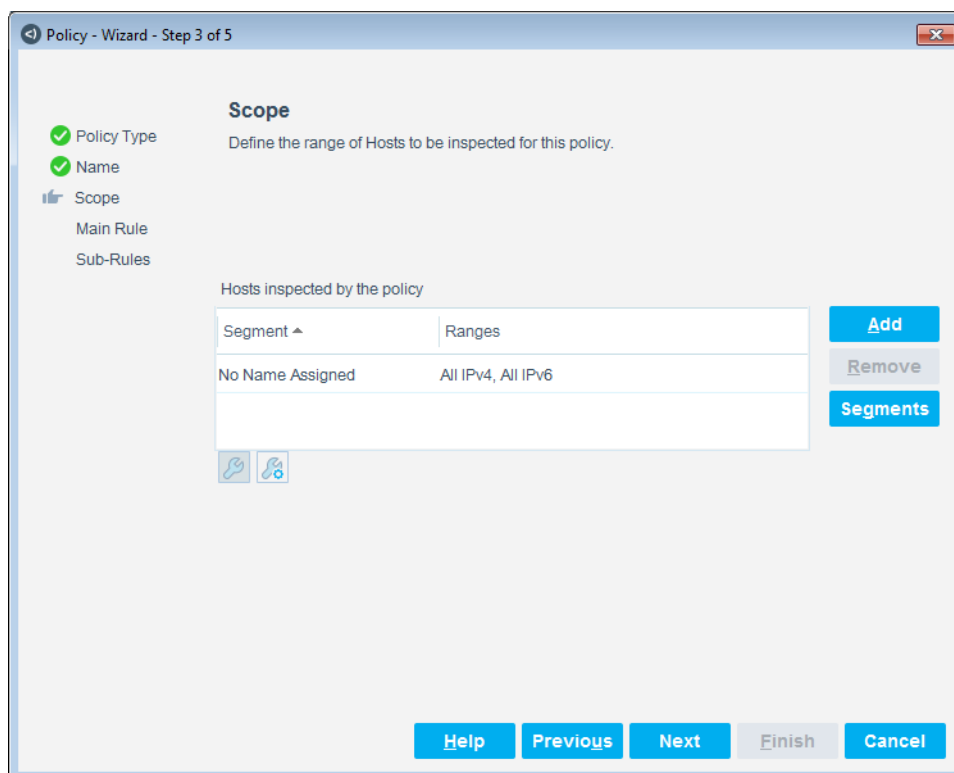 Policy - Wizard - Step 3 of 5
Policy Type
Name
Scope
Main Rule
Sub-Rules
Scope
Define the range of Hosts to be inspected for this policy.
Hosts inspected by the policy
Segment Ranges
No Name Assigned All IPv4, All IPv6
Add
Remove
Segments
Help Previous Next Finish Cancel